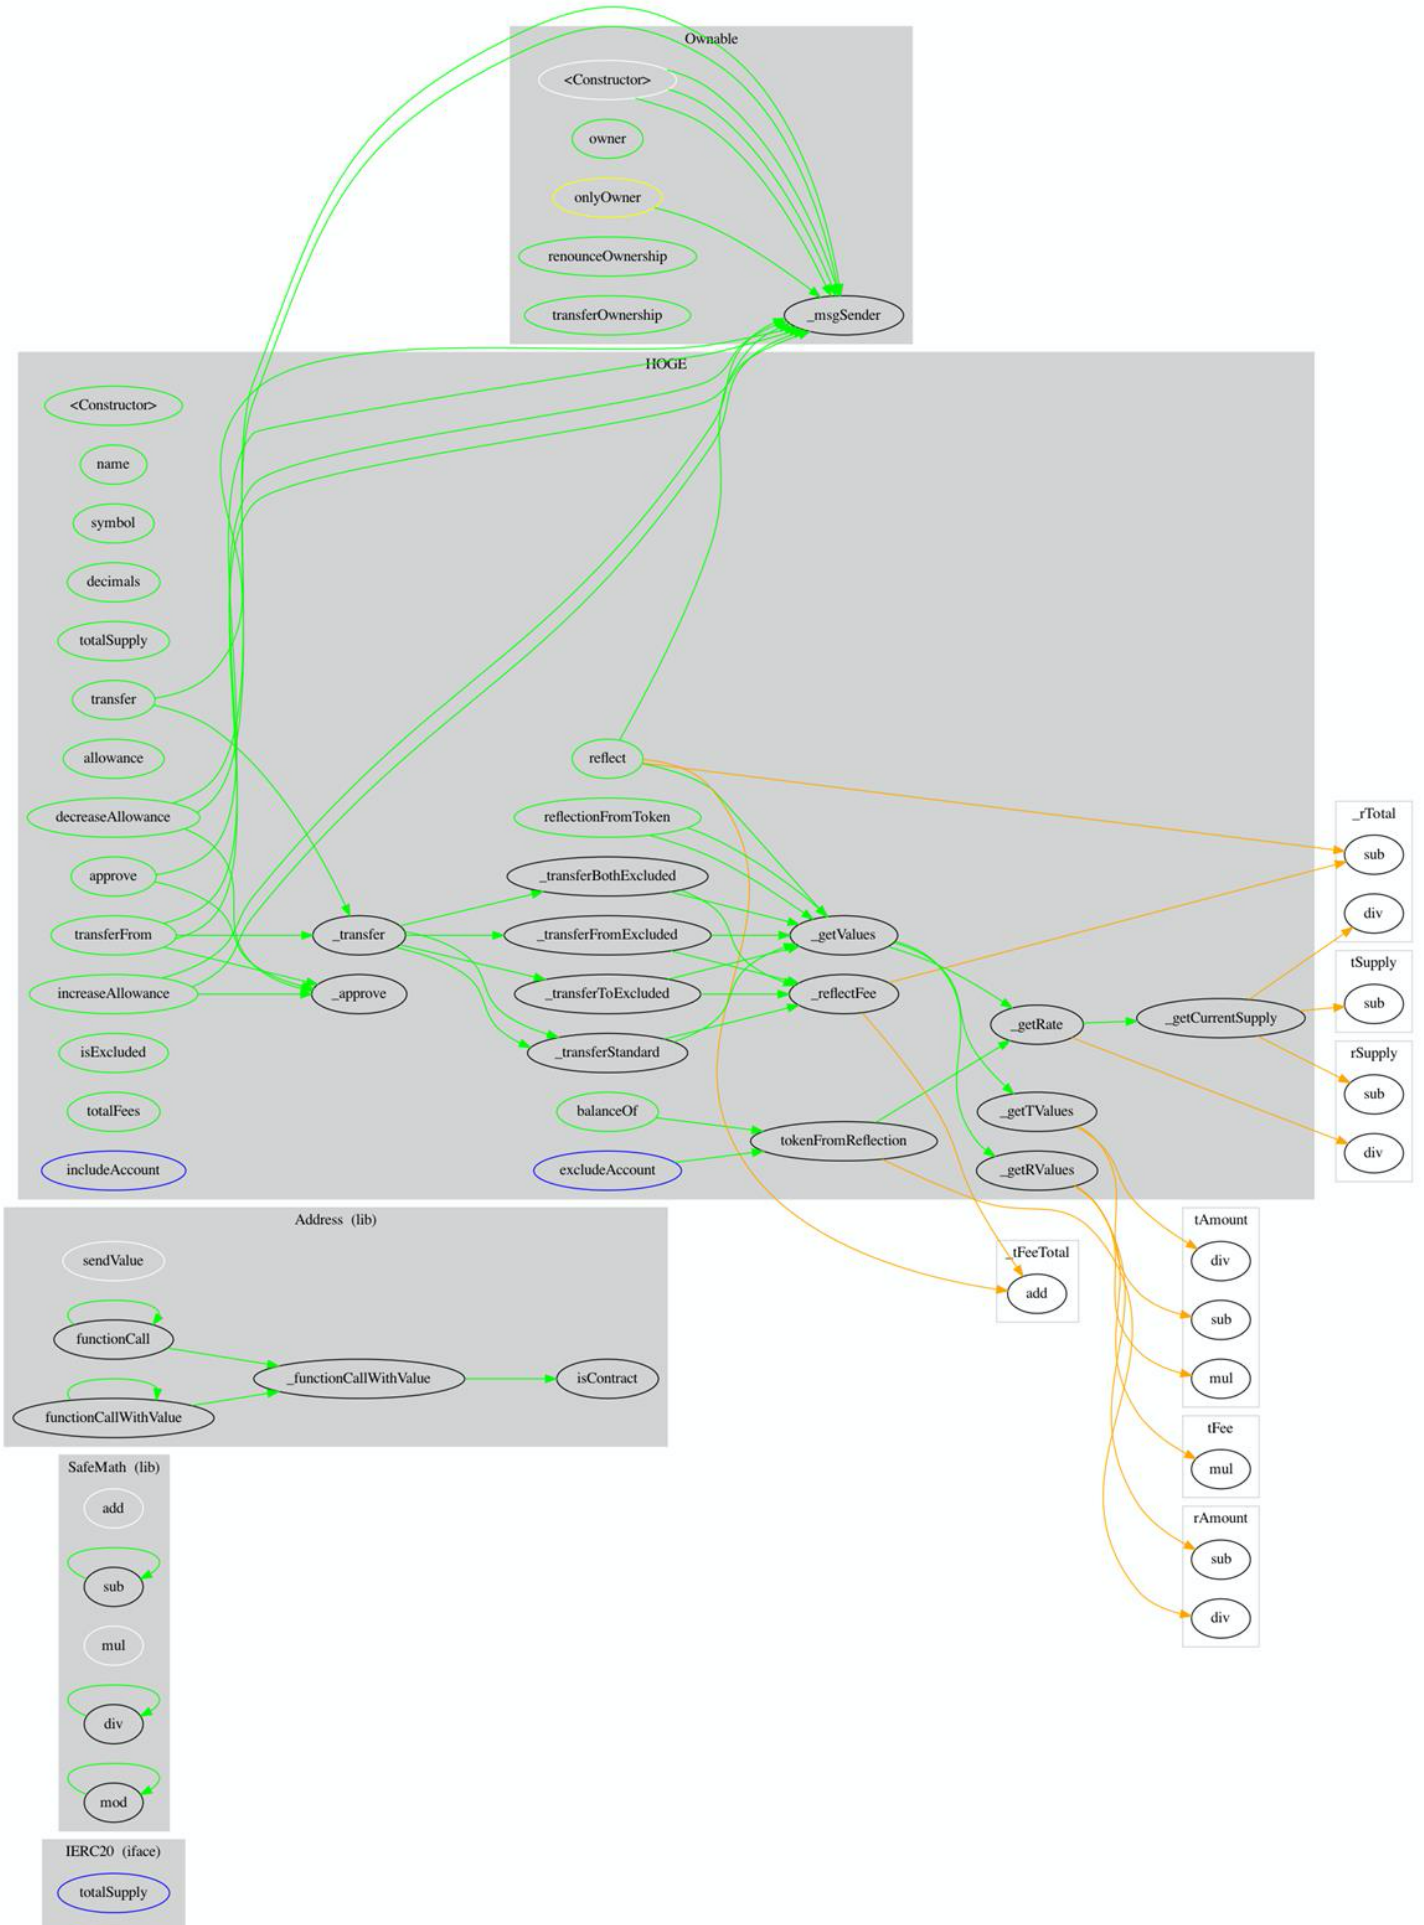 Ownable
<Constructor>
owner
onlyOwner
renounceOwnership
transferOwnership
_msgSender
HOGE
<Constructor>
name
symbol
decimals
totalSupply
transfer
allowance
decreaseAllowance
approve
transferFrom
increaseAllowance
isExcluded
totalFees
includeAccount
_transfer
_approve
reflect
reflectionFromToken
_transferBothExcluded
_transferFromExcluded
_transferToExcluded
_transferStandard
balanceOf
excludeAccount
_getValues
_reflectFee
tokenFromReflection
_getRate
_getTValues
_getRValues
_getCurrentSupply
_rTotal
sub
div
tSupply
sub
rSupply
sub
div
Address (lib)
sendValue
functionCall
functionCallWithValue
_functionCallWithValue
isContract
_tFeeTotal
add
tAmount
div
sub
mul
tFee
mul
rAmount
sub
div
SafeMath (lib)
add
sub
mul
div
mod
IERC20 (iface)
totalSupply